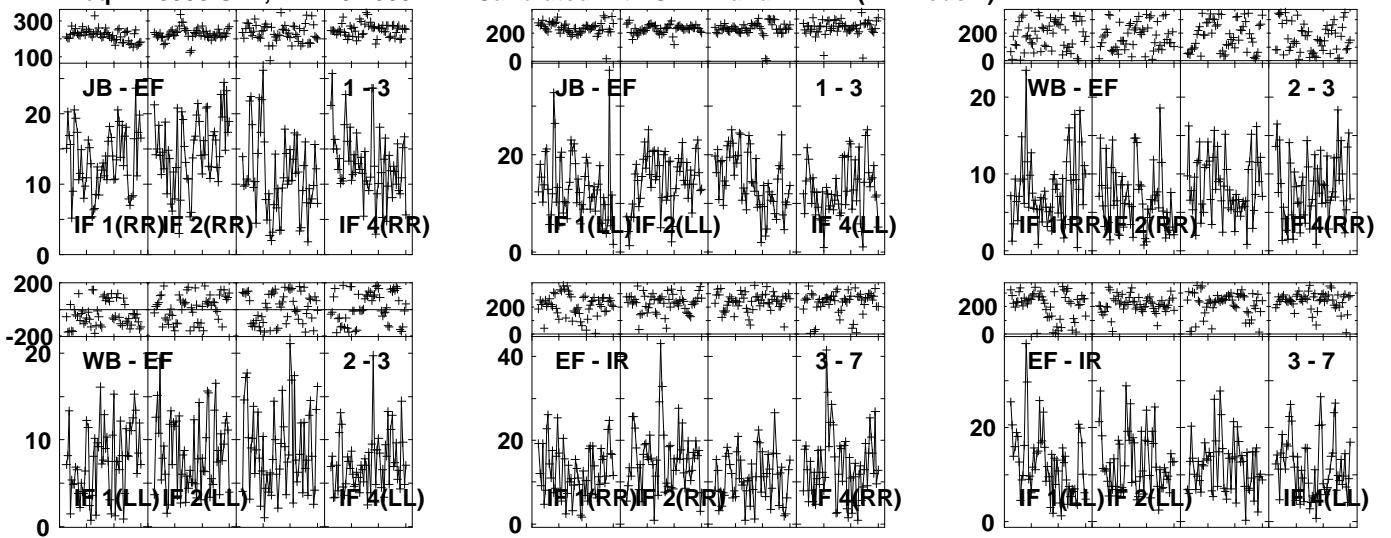 300
100
200
0
200
0
JB - EF 1 - 3
JB - EF 1 - 3
WB - EF 2 - 3
20
10
0
20
0
20
10
0
IF 1(RR) IF 2(RR) IF 4(RR)
IF 1(LL) IF 2(LL) IF 4(LL)
IF 1(RR) IF 2(RR) IF 4(RR)
200
-200
200
0
200
0
WB - EF 2 - 3
EF - IR 3 - 7
EF - IR 3 - 7
20
10
0
40
20
0
20
0
IF 1(LL) IF 2(LL) IF 4(LL)
IF 1(RR) IF 2(RR) IF 4(RR)
IF 1(LL) IF 2(LL) IF 4(LL)